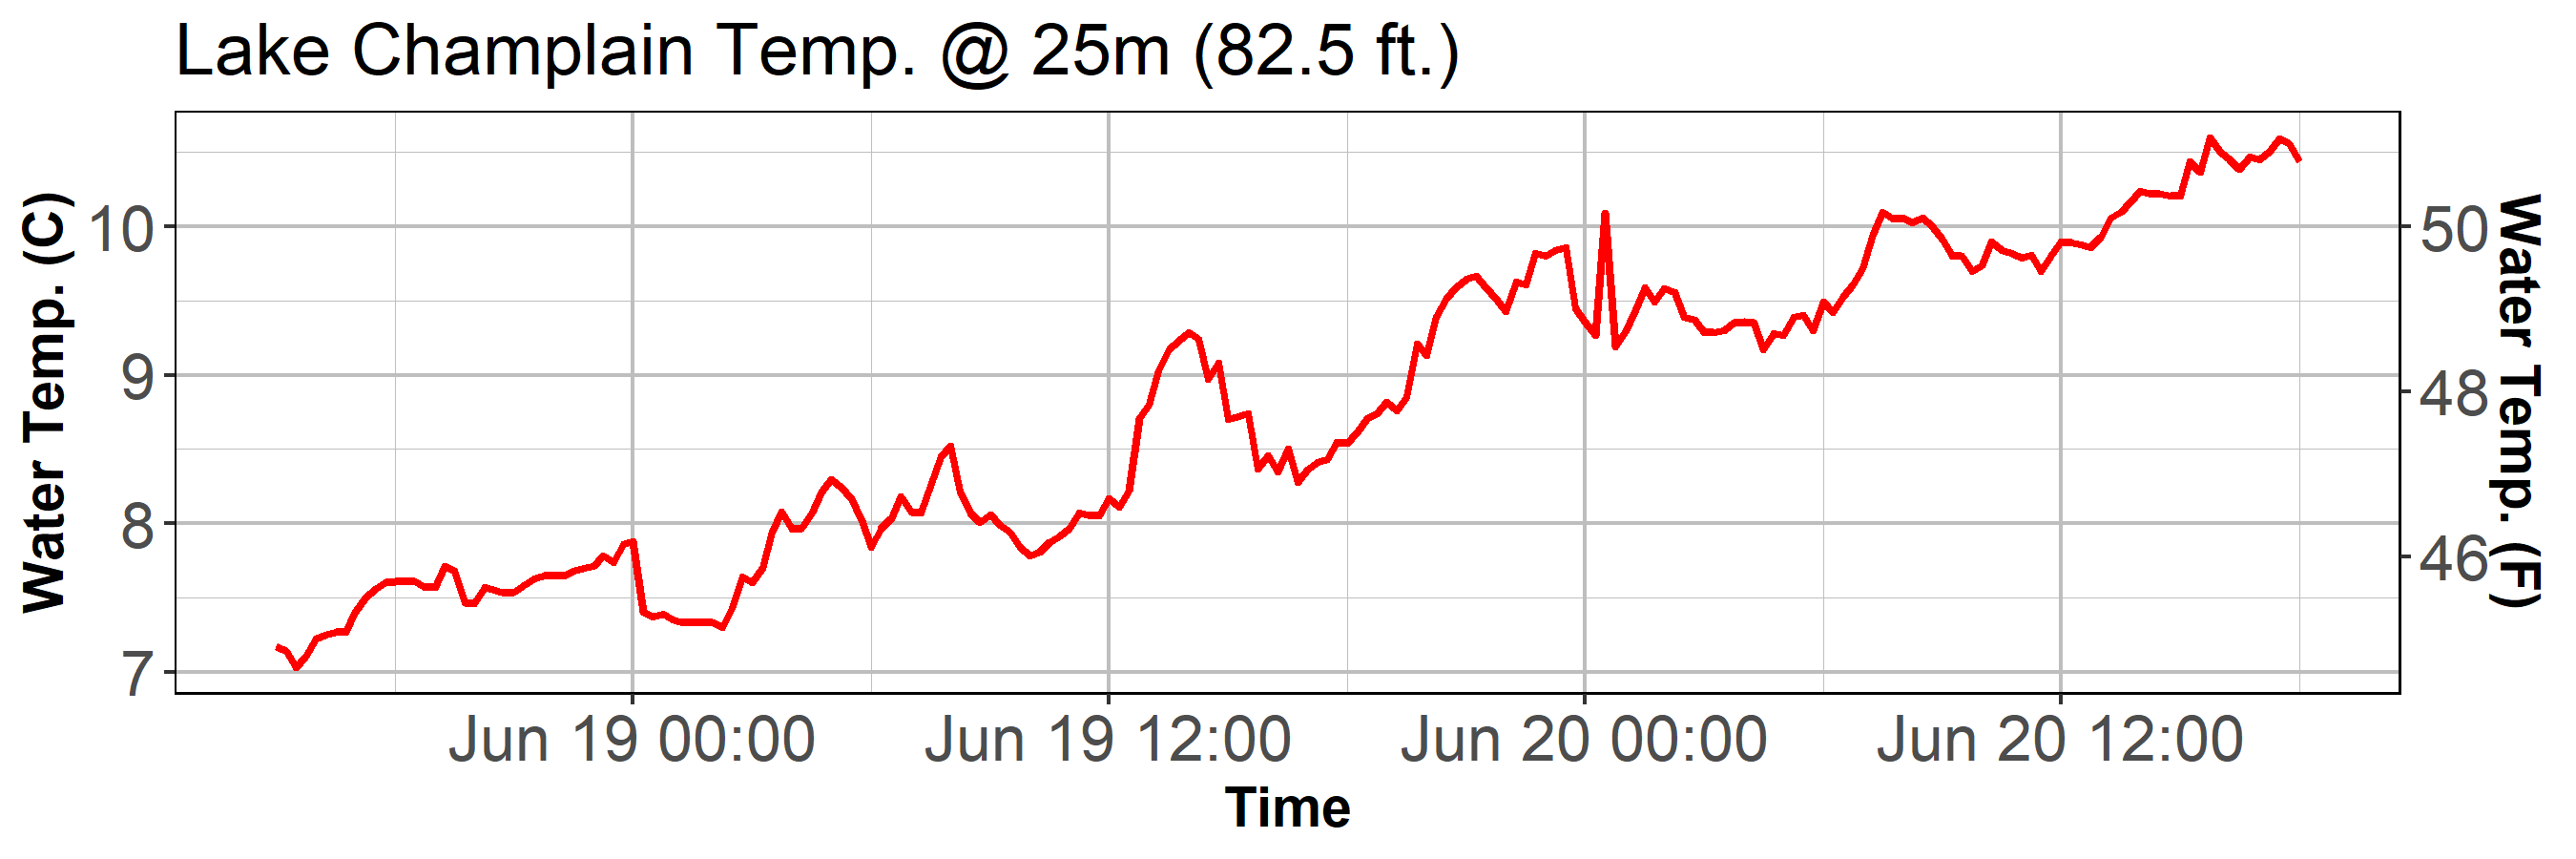 Lake Champlain Temp. @ 25m (82.5 ft.)
Water Temp. (C)
10
9
8
7
50
48
46
Water Temp. (F)
Jun 19 00:00
Jun 19 12:00
Jun 20 00:00
Jun 20 12:00
Time